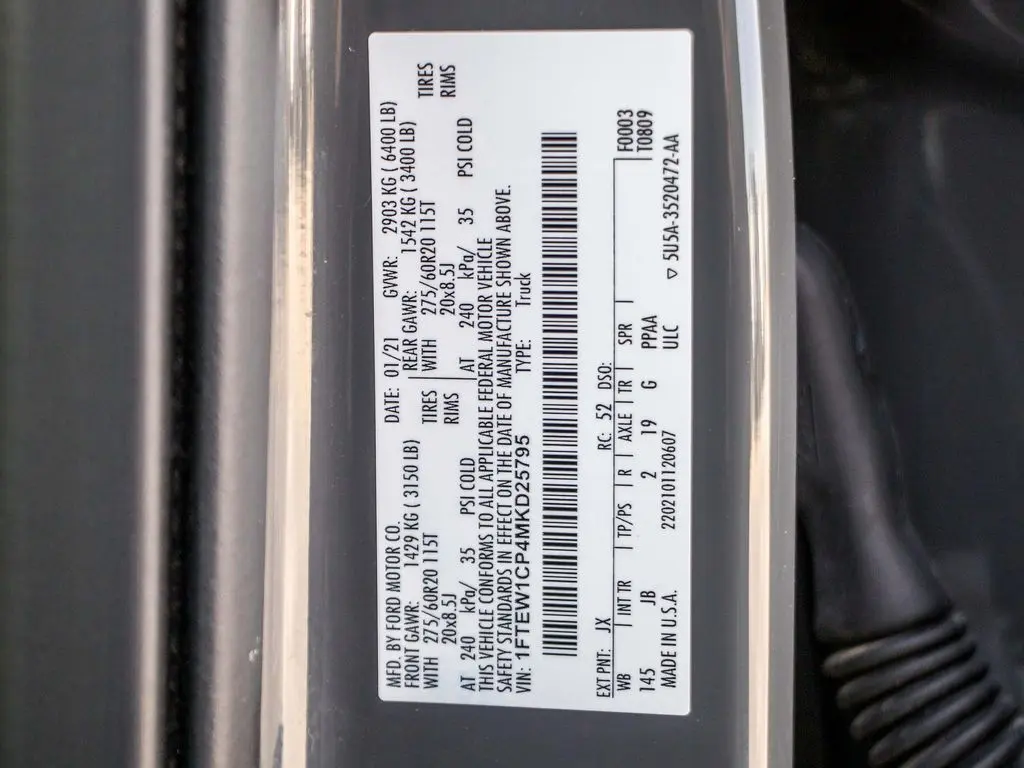 MFD. BY FORD MOTOR CO. DATE: 01/21 GVWR: 2903 KG ( 6400 LB)
FRONT GAWR: 1429 KG ( 3150 LB) REAR GAWR: 1542 KG ( 3400 LB)
WITH 275/60R20 115T TIRES WITH 275/60R20 115T TIRES
20x8.5J RIMS 20x8.5J RIMS
AT 240 kPa/ 35 PSI COLD AT 240 kPa/ 35 PSI COLD
THIS VEHICLE CONFORMS TO ALL APPLICABLE FEDERAL MOTOR VEHICLE
SAFETY STANDARDS IN EFFECT ON THE DATE OF MANUFACTURE SHOWN ABOVE.
VIN: 1FTEW1CP4MKD25795 TYPE: Truck
EXT PNT: JX RC: 52 DSO: F0003
WB INT TR TP/PS R AXLE TR SPR T0809
145 JB 2 19 G PPAA
MADE IN U.S.A. 2202101120607 ULC ▽ 5U5A-3520472-AA